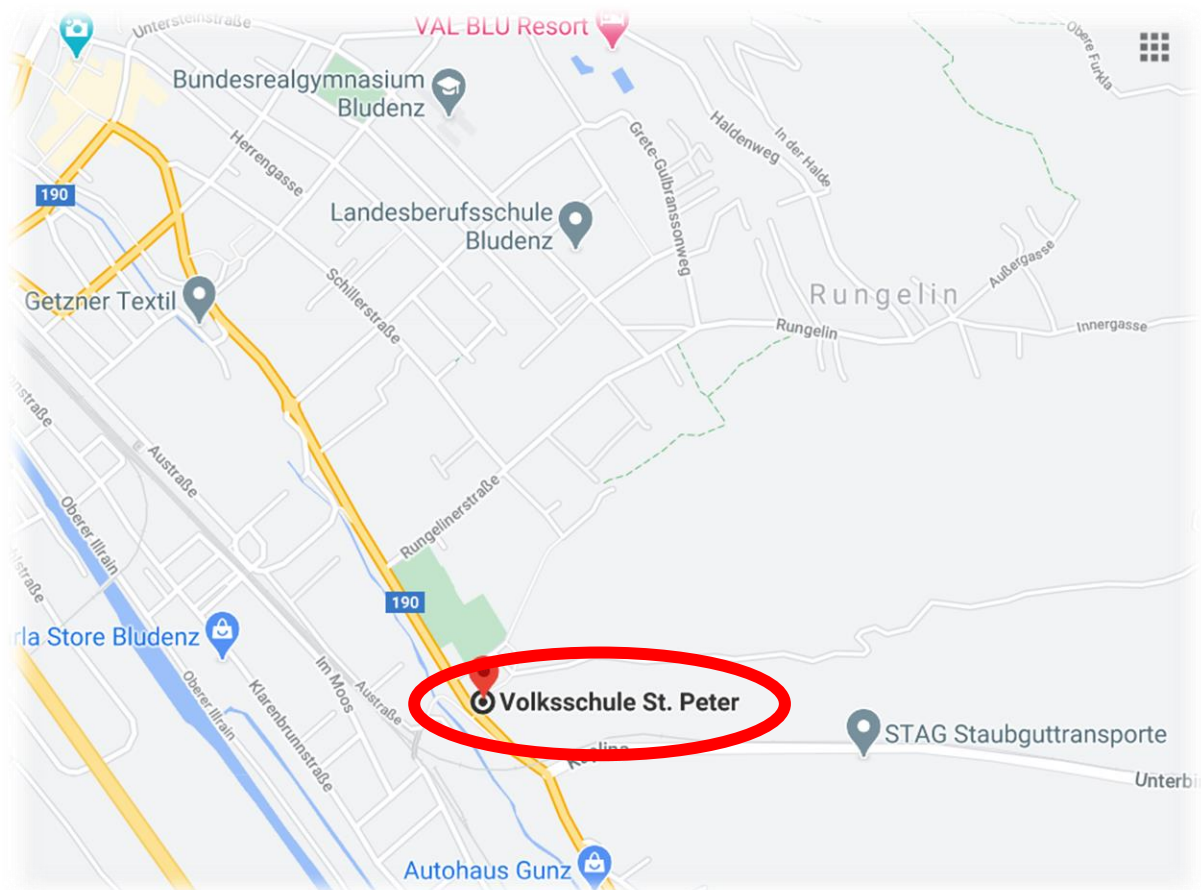 Untersteinstraße
VAL BLU Resort
Obere Furkla
Bundesrealgymnasium
Bludenz
Herrengasse
Haldenweg
In der Halde
Grete-Gulbranssonweg
190
Landesberufsschule
Bludenz
Schillerstraße
Getzner Textil
Rungelin
Außergasse
Rungelin
Innergasse
Austraße
Oberer Illrain
Rungelinerstraße
190
Store Bludenz
Im Moos
Austraße
Oberer Illrain
Klarenbrunnstraße
Volksschule St. Peter
STAG Staubguttransporte
Autohaus Gunz